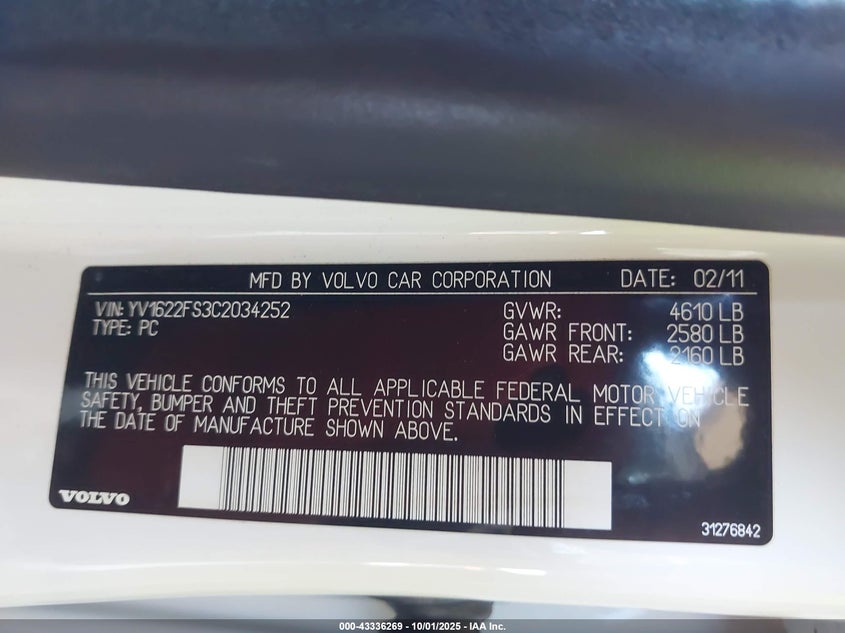 MFD BY VOLVO CAR CORPORATION DATE: 02/11
VIN: YV1622FS3C2034252 GVWR: 4610 LB
TYPE: PC GAWR FRONT: 2580 LB
GAWR REAR: 2160 LB
THIS VEHICLE CONFORMS TO ALL APPLICABLE FEDERAL MOTOR VEHICLE
SAFETY, BUMPER AND THEFT PREVENTION STANDARDS IN EFFECT ON
THE DATE OF MANUFACTURE SHOWN ABOVE.
VOLVO
31276842
000-43336269 - 10/01/2025 - IAA Inc.